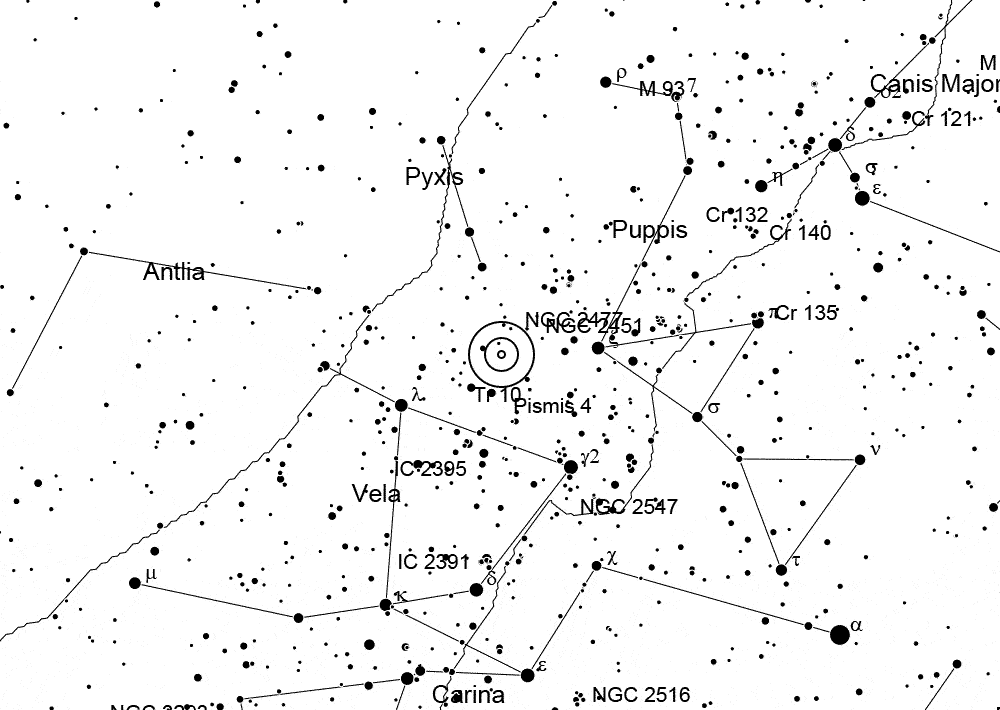 ρ
M 93
7
M
Canis Major
ο2
Cr 121
δ
σ
ε
η
Pyxis
Cr 132
Cr 140
Puppis
Antlia
NGC 2477
NGC 2451
π
Cr 135
λ
Tr 10
Pismis 4
σ
γ2
ν
IC 2395
Vela
NGC 2547
IC 2391
χ
τ
μ
δ
κ
α
ε
Carina
NGC 2516